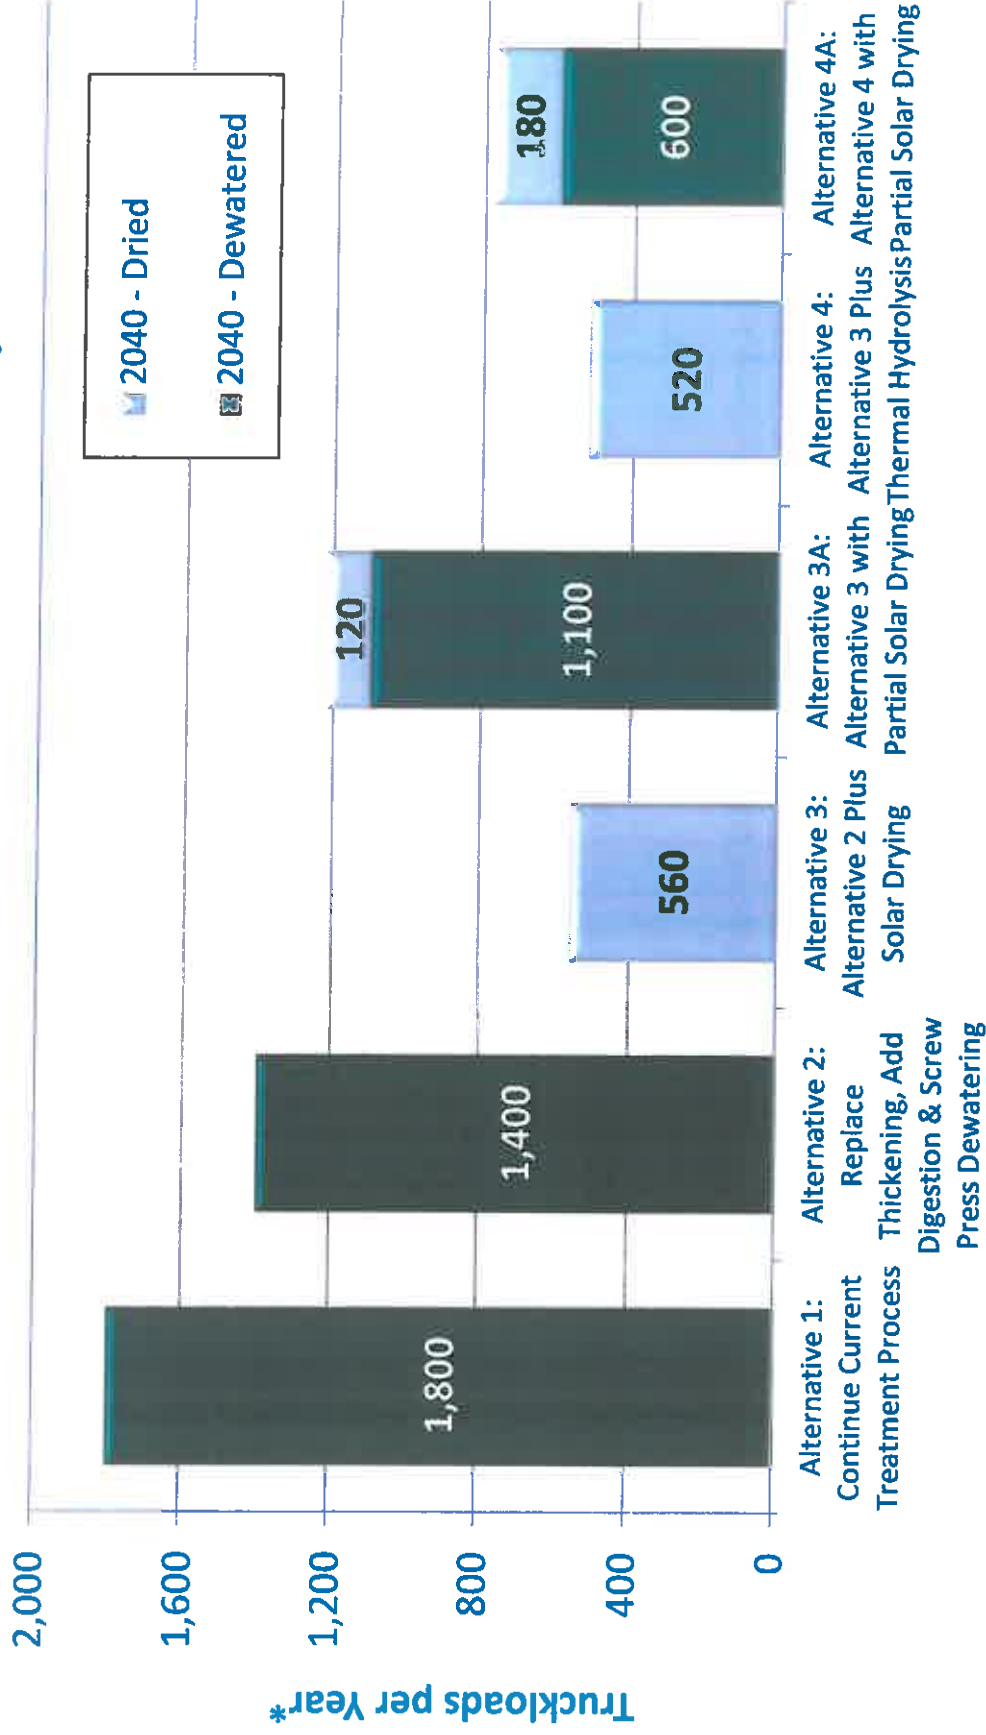 2,000
1,600
1,200
800
400
0
Truckloads per Year*
2040 - Dried
2040 - Dewatered
1,800
1,400
560
120
1,100
520
180
600
Alternative 1:
Continue Current
Treatment Process
Alternative 2:
Replace
Thickening, Add
Digestion & Screw
Press Dewatering
Alternative 3:
Alternative 2 Plus
Solar Drying
Alternative 3A:
Alternative 3 with
Partial Solar Drying
Alternative 4:
Alternative 3 Plus
Thermal Hydrolysis
Alternative 4A:
Alternative 4 with
Partial Solar Drying